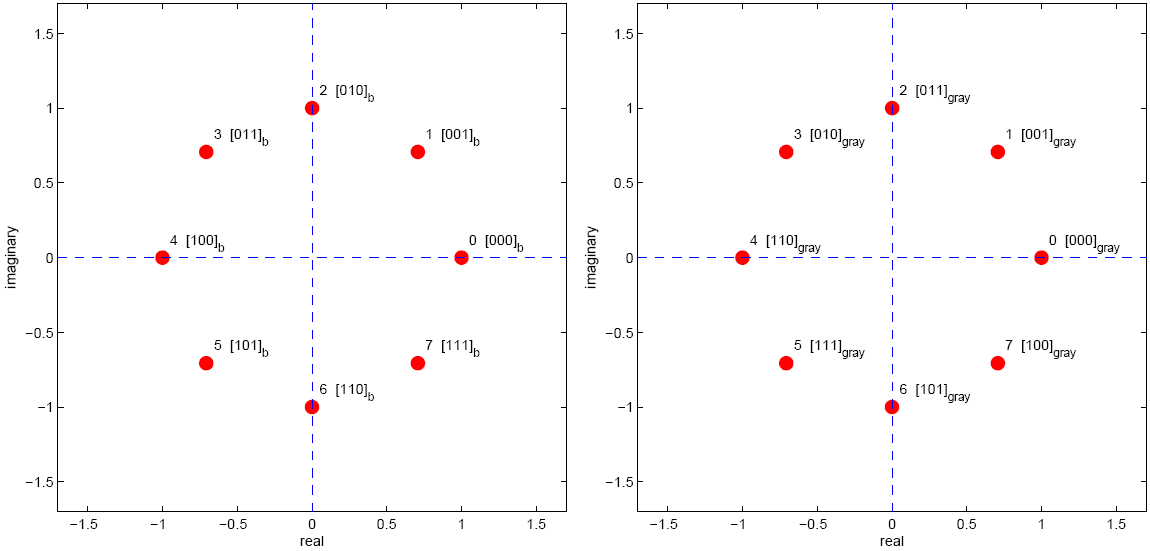 1.5
1
0.5
0
−0.5
−1
−1.5
imaginary
2 [010]b
3 [011]b
1 [001]b
4 [100]b
0 [000]b
5 [101]b
7 [111]b
6 [110]b
−1.5 −1 −0.5 0 0.5 1 1.5
real
1.5
1
0.5
0
−0.5
−1
−1.5
imaginary
2 [011]gray
3 [010]gray
1 [001]gray
4 [110]gray
0 [000]gray
5 [111]gray
7 [100]gray
6 [101]gray
−1.5 −1 −0.5 0 0.5 1 1.5
real